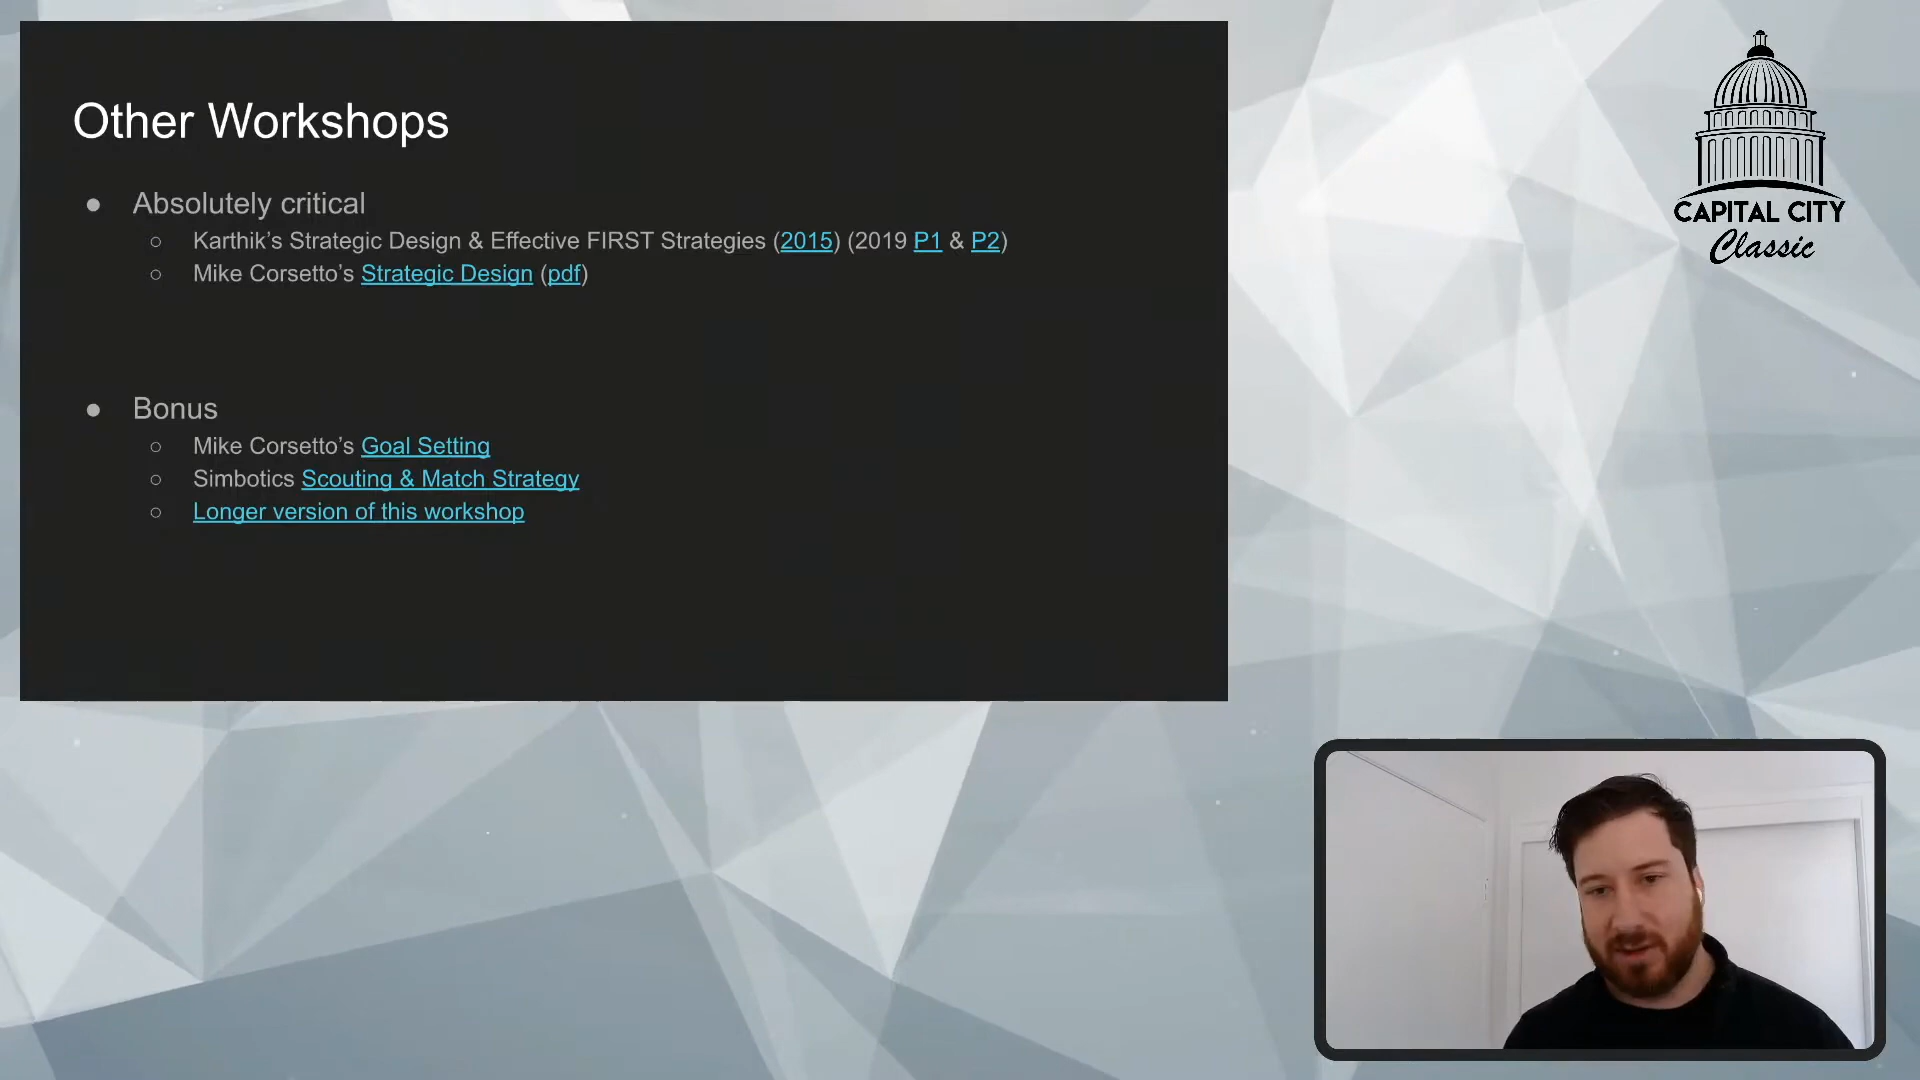 Other Workshops
● Absolutely critical
○ Karthik’s Strategic Design & Effective FIRST Strategies (2015) (2019 P1 & P2)
○ Mike Corsetto’s Strategic Design (pdf)
● Bonus
○ Mike Corsetto’s Goal Setting
○ Simbotics Scouting & Match Strategy
○ Longer version of this workshop
CAPITAL CITY
Classic